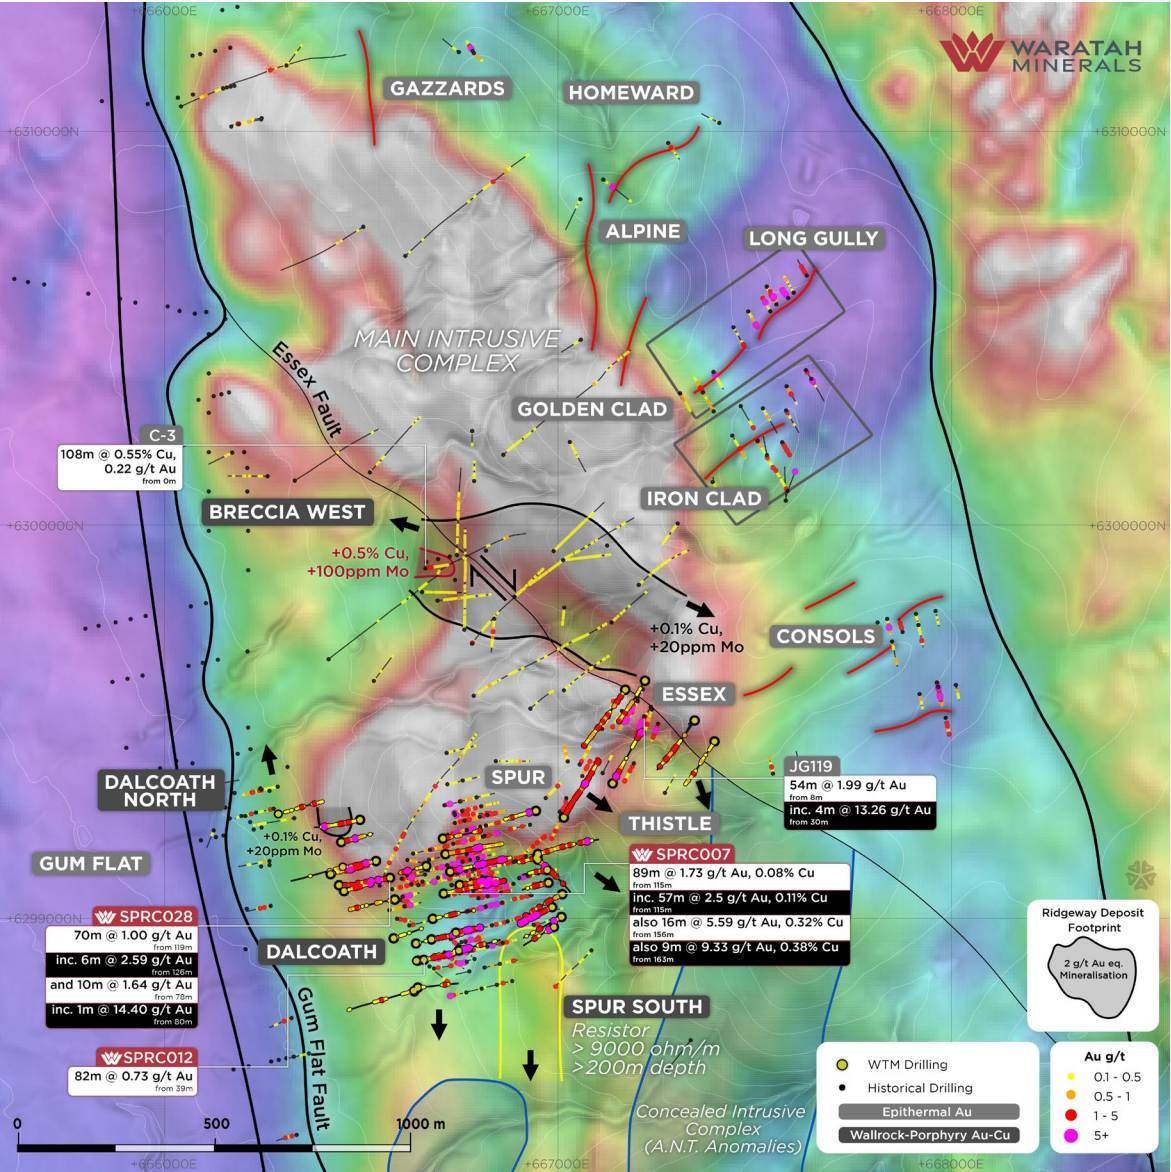 +666000E
+667000E
+668000E
WARATAH
MINERALS
GAZZARDS
HOMEWARD
+6310000N
+6310000N
ALPINE
LONG GULLY
MAIN INTRUSIVE
COMPLEX
Essex Fault
GOLDEN CLAD
C-3
108m @ 0.55% Cu,
0.22 g/t Au
from 0m
IRON CLAD
BRECCIA WEST
+6300000N
+6300000N
+0.5% Cu,
+100ppm Mo
+0.1% Cu,
+20ppm Mo
CONSOLS
ESSEX
DALCOATH
NORTH
SPUR
JG119
54m @ 1.99 g/t Au
from 8m
inc. 4m @ 13.26 g/t Au
from 30m
THISTLE
+0.1% Cu,
+20ppm Mo
GUM FLAT
SPRC007
89m @ 1.73 g/t Au, 0.08% Cu
from 115m
inc. 57m @ 2.5 g/t Au, 0.11% Cu
from 115m
also 16m @ 5.59 g/t Au, 0.32% Cu
from 156m
also 9m @ 9.33 g/t Au, 0.38% Cu
from 163m
+6299000N
SPRC028
70m @ 1.00 g/t Au
from 119m
inc. 6m @ 2.59 g/t Au
from 126m
and 10m @ 1.64 g/t Au
from 78m
inc. 1m @ 14.40 g/t Au
from 80m
DALCOATH
Ridgeway Deposit
Footprint
2 g/t Au eq.
Mineralisation
Gum Flat Fault
SPUR SOUTH
Resistor
> 9000 ohm/m
>200m depth
SPRC012
82m @ 0.73 g/t Au
from 39m
Concealed Intrusive
Complex
(A.N.T. Anomalies)
WTM Drilling
Historical Drilling
Epithermal Au
Wallrock-Porphyry Au-Cu
Au g/t
0.1 - 0.5
0.5 - 1
1 - 5
5+
0
500
1000 m
+666000E
+667000E
+668000E